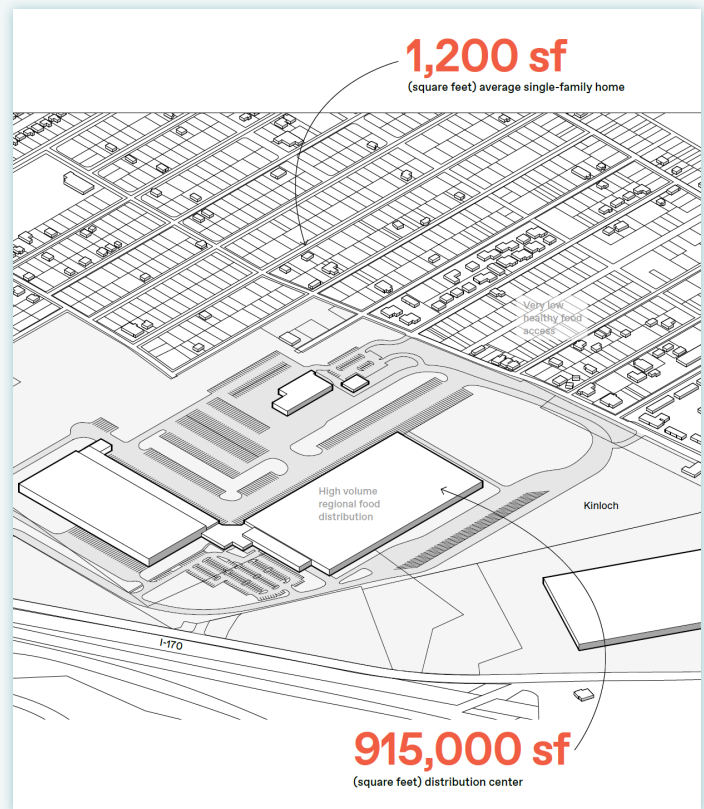 1,200 sf
(square feet) average single-family home
Very low
healthy food
access
High volume
regional food
distribution
Kinloch
I-170
915,000 sf
(square feet) distribution center